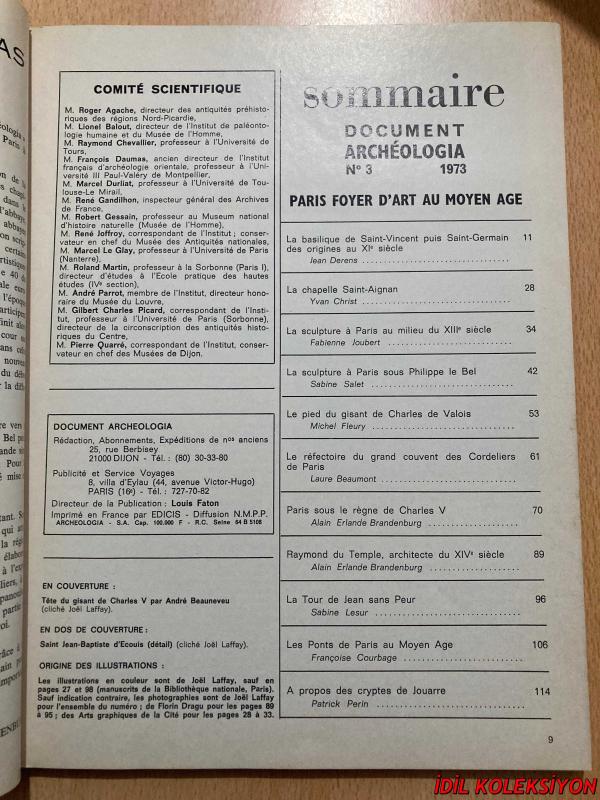 AS
COMITÉ SCIENTIFIQUE
M. Roger Agache, directeur des antiquités préhisto-
riques des régions Nord-Picardie,
M. Lionel Balout, directeur de l'Institut de paléonto-
logie humaine et du Musée de l'Homme,
M. Raymond Chevallier, professeur à l'Université de
Tours,
M. François Daumas, ancien directeur de l'Institut
français d'archéologie orientale, professeur à l'Uni-
versité III Paul-Valéry de Montpellier,
M. Marcel Durliat, professeur à l'Université de Tou-
louse-Le Mirail,
M. René Gandilhon, inspecteur général des Archives
de France,
M. Robert Gessain, professeur au Museum national
d'histoire naturelle (Musée de l'Homme),
M. René Joffroy, correspondant de l'Institut ; conser-
vateur en chef du Musée des Antiquités nationales,
M. Marcel Le Glay, professeur à l'Université de Paris
(Nanterre),
M. Roland Martin, professeur à la Sorbonne (Paris I),
directeur d'études à l'Ecole pratique des hautes
études (IVe section),
M. André Parrot, membre de l'Institut, directeur hono-
raire du Musée du Louvre,
M. Gilbert Charles Picard, correspondant de l'Insti-
tut, professeur à l'Université de Paris (Sorbonne),
directeur de la circonscription des antiquités histo-
riques du Centre,
M. Pierre Quarré, correspondant de l'Institut, conser-
vateur en chef des Musées de Dijon.
DOCUMENT ARCHEOLOGIA
Rédaction, Abonnements, Expéditions de nos anciens
25, rue Berbisey
21000 DIJON - Tél. : (80) 30-33-80
Publicité et Service Voyages
8, villa d'Eylau (44, avenue Victor-Hugo)
PARIS (16e) - Tél. : 727-70-82
Directeur de la Publication : Louis Faton
Imprimé en France par EDICIS - Diffusion N.M.P.P.
ARCHEOLOGIA - S.A. Cap. 100.000 F - R.C. Seine 64 B 5108
EN COUVERTURE :
Tête du gisant de Charles V par André Beauneveu
(cliché Joël Laffay).
EN DOS DE COUVERTURE :
Saint Jean-Baptiste d'Ecouis (détail) (cliché Joël Laffay).
ORIGINE DES ILLUSTRATIONS :
Les illustrations en couleur sont de Joël Laffay, sauf en
pages 27 et 98 (manuscrits de la Bibliothèque nationale, Paris).
Sauf indication contraire, les photographies sont de Joël Laffay
pour l'ensemble du numéro ; de Florin Dragu pour les pages 89
à 95 ; des Arts graphiques de la Cité pour les pages 28 à 33.
sommaire
DOCUMENT
ARCHÉOLOGIA
N° 3 1973
PARIS FOYER D'ART AU MOYEN AGE
La basilique de Saint-Vincent puis Saint-Germain 11
des origines au XIe siècle
Jean Derens
La chapelle Saint-Aignan 28
Yvan Christ
La sculpture à Paris au milieu du XIIIe siècle 34
Fabienne Joubert
La sculpture à Paris sous Philippe le Bel 42
Sabine Salet
Le pied du gisant de Charles de Valois 53
Michel Fleury
Le réfectoire du grand couvent des Cordeliers 61
de Paris
Laure Beaumont
Paris sous le règne de Charles V 70
Alain Erlande Brandenburg
Raymond du Temple, architecte du XIVe siècle 89
Alain Erlande Brandenburg
La Tour de Jean sans Peur 96
Sabine Lesur
Les Ponts de Paris au Moyen Age 106
Françoise Courbage
A propos des cryptes de Jouarre 114
Patrick Perin
9
İDİL KOLEKSİYON